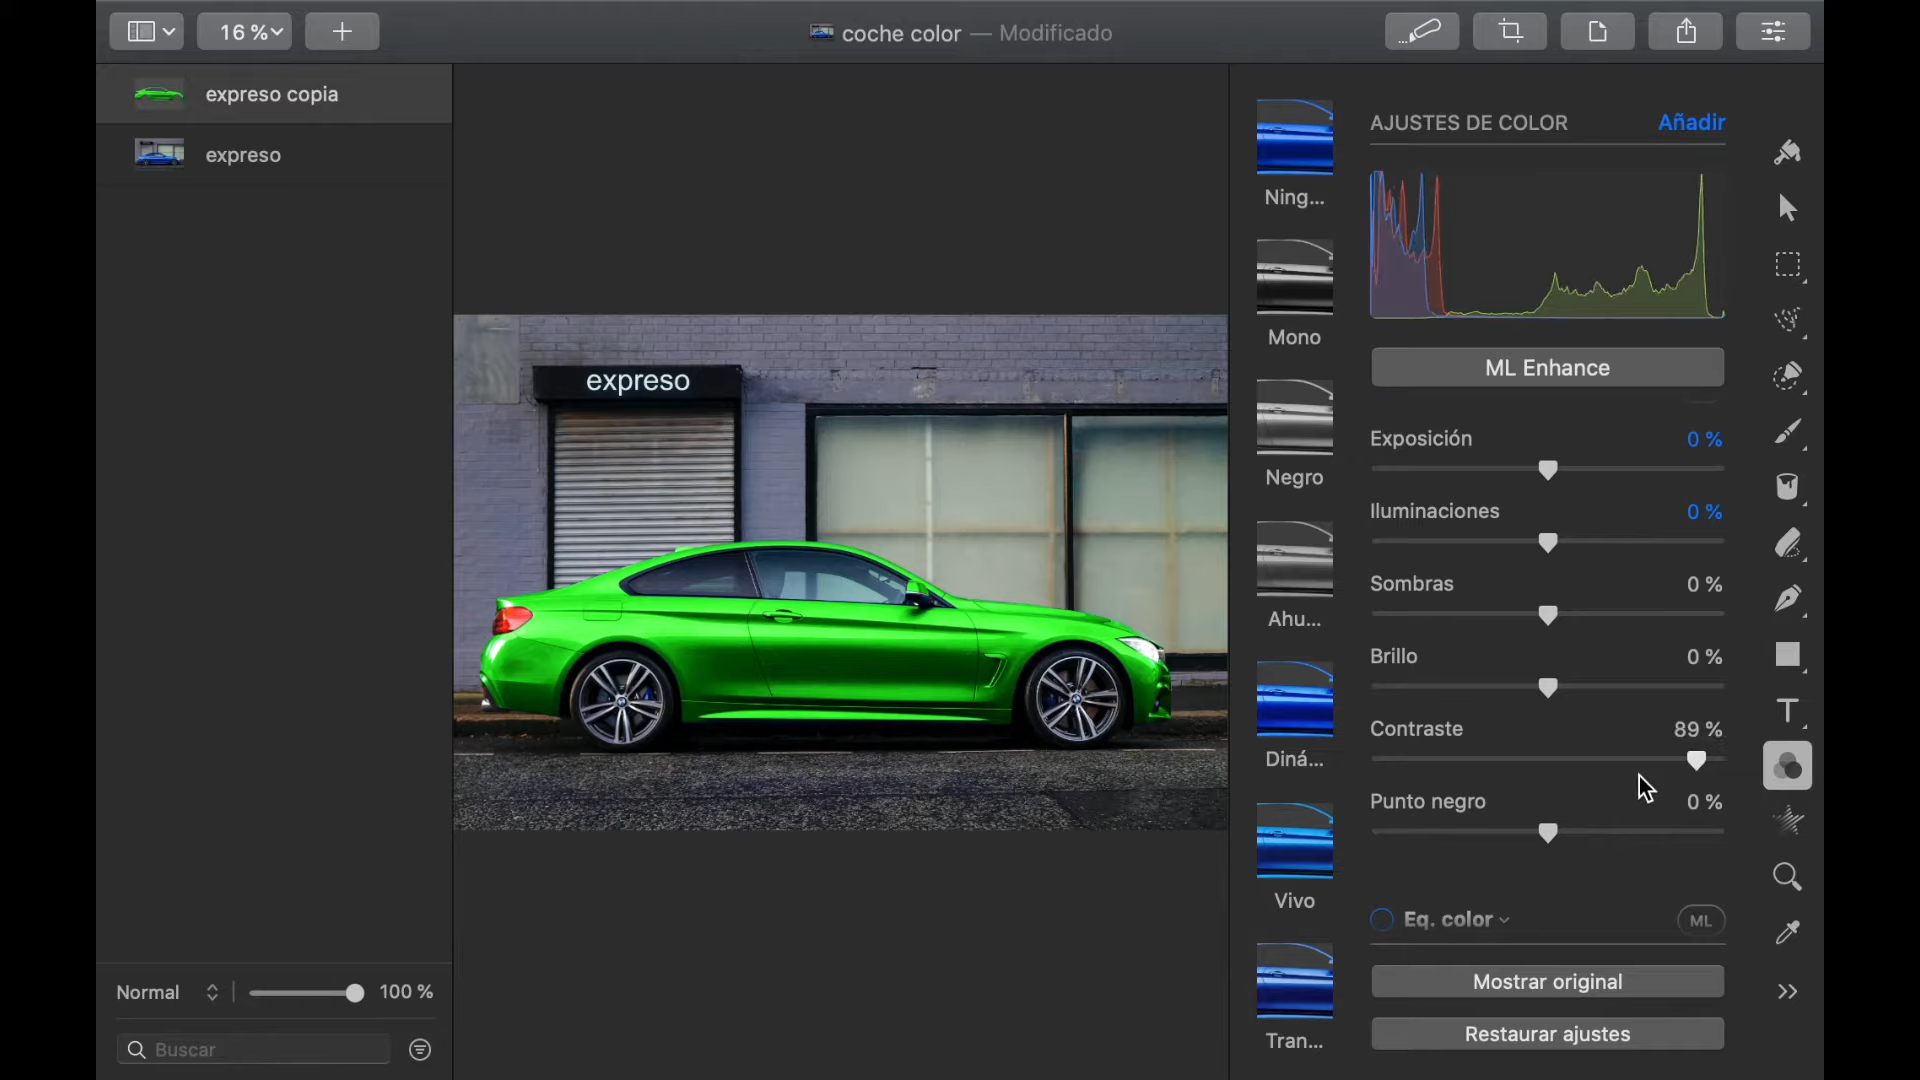 16 %
coche color — Modificado
expreso copia
expreso
expreso
Normal
100 %
Buscar
Ning...
Mono
Negro
Ahu...
Diná...
Vivo
Tran...
AJUSTES DE COLOR
Añadir
ML Enhance
Exposición 0 %
Iluminaciones 0 %
Sombras 0 %
Brillo 0 %
Contraste 89 %
Punto negro 0 %
Eq. color ML
Mostrar original
Restaurar ajustes